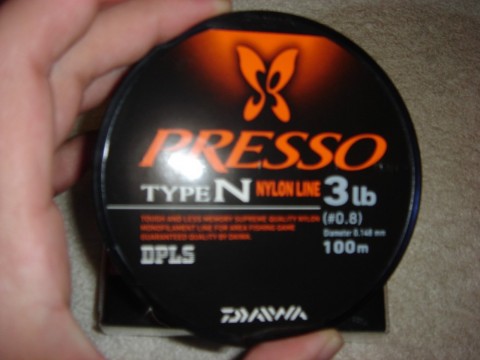 PRESSO
TYPE N NYLON LINE 3lb
(#0.8)
TOUGH AND LESS MEMORY SUPREME QUALITY NYLON
Diameter 0.148 mm
MONOFILAMENT LINE FOR AREA FISHING GAME
GUARANTEED QUALITY BY DAIWA.
100m
DPLS
DAIWA